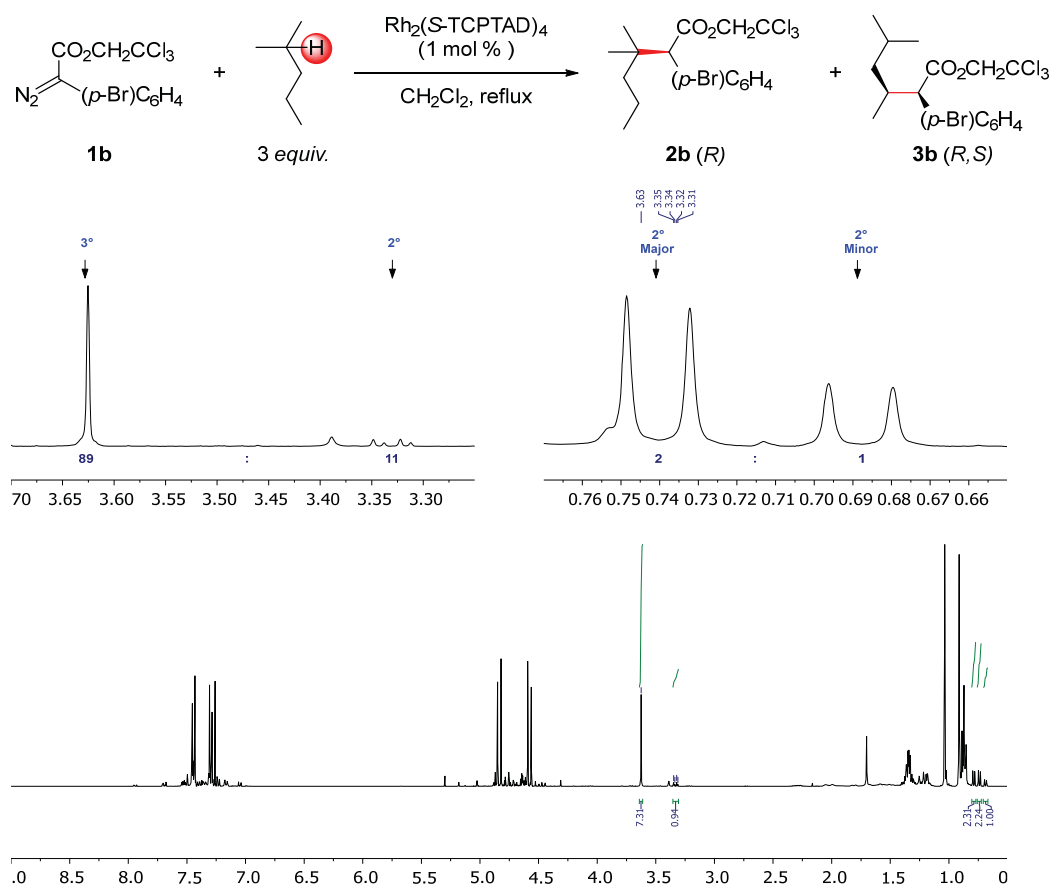 CO2CH2CCl3
N2
(p-Br)C6H4
1b
+
H
3 equiv.
Rh2(S-TCPTAD)4
(1 mol % )
CH2Cl2, reflux
CO2CH2CCl3
(p-Br)C6H4
2b (R)
+
CO2CH2CCl3
(p-Br)C6H4
3b (R,S)
3.63
3.35
3.34
3.32
3.31
3°
2°
2°
Major
2°
Minor
89 : 11
2 : 1
70 3.65 3.60 3.55 3.50 3.45 3.40 3.35 3.30
0.76 0.75 0.74 0.73 0.72 0.71 0.70 0.69 0.68 0.67 0.66
7.31
0.94
2.31
2.24
1.00
.0 8.5 8.0 7.5 7.0 6.5 6.0 5.5 5.0 4.5 4.0 3.5 3.0 2.5 2.0 1.5 1.0 0.5 0